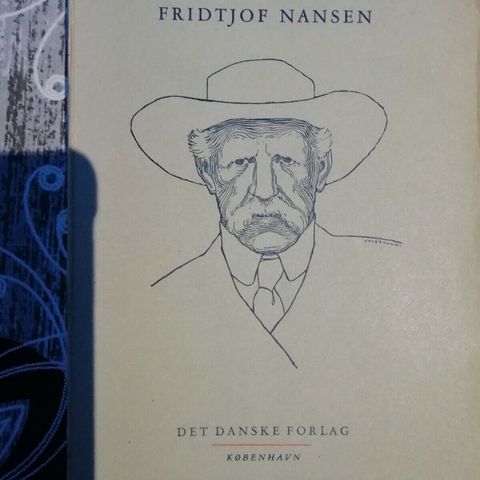 FRIDTJOF NANSEN
DET DANSKE FORLAG
KØBENHAVN